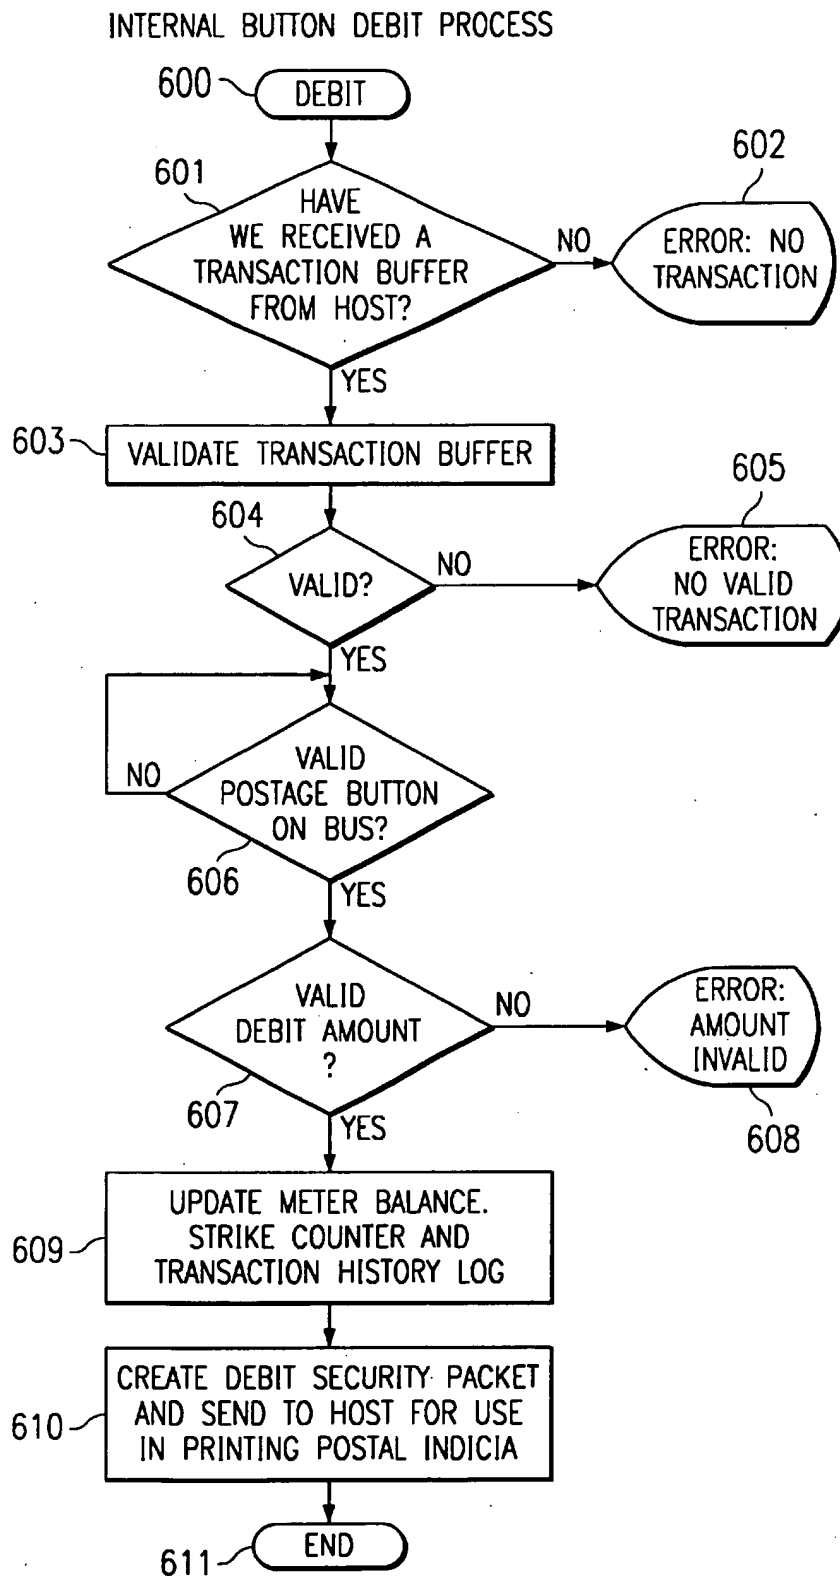 INTERNAL BUTTON DEBIT PROCESS
600
DEBIT
601
602
HAVE
WE RECEIVED A
TRANSACTION BUFFER
FROM HOST?
NO
ERROR: NO
TRANSACTION
YES
603
VALIDATE TRANSACTION BUFFER
604
605
VALID?
NO
ERROR:
NO VALID
TRANSACTION
YES
VALID
POSTAGE BUTTON
ON BUS?
NO
606
YES
VALID
DEBIT AMOUNT
?
NO
ERROR:
AMOUNT
INVALID
607
608
YES
609
UPDATE METER BALANCE.
STRIKE COUNTER AND
TRANSACTION HISTORY LOG
610
CREATE DEBIT SECURITY PACKET
AND SEND TO HOST FOR USE
IN PRINTING POSTAL INDICIA
611
END